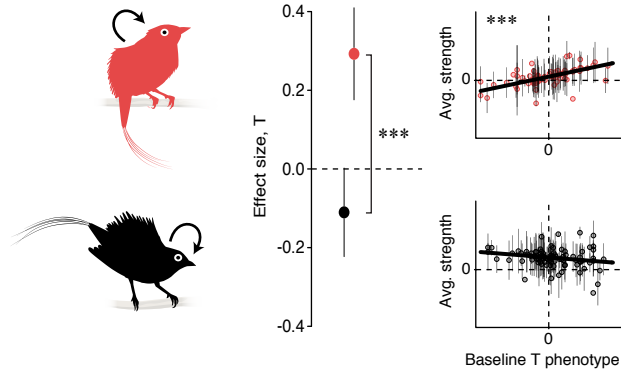 0.4
0.2
0.0
-0.2
-0.4
Effect size, T
***
***
Avg. strength
0
0
Avg. stregnth
0
0
Baseline T phenotype